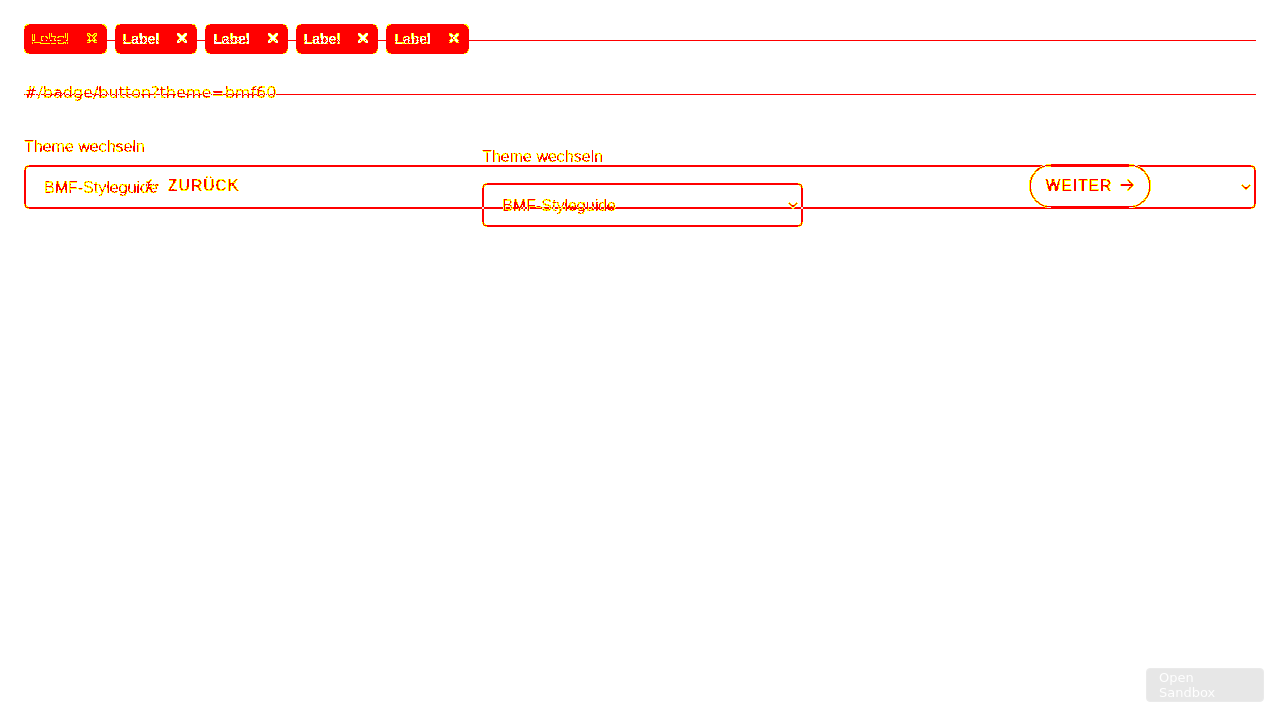 Label × Label × Label × Label × Label ×
#/badge/button?theme=bmf60
Theme wechseln
Theme wechseln
BMF-Styleguide
← ZURÜCK
WEITER →
BMF-Styleguide
Open
Sandbox